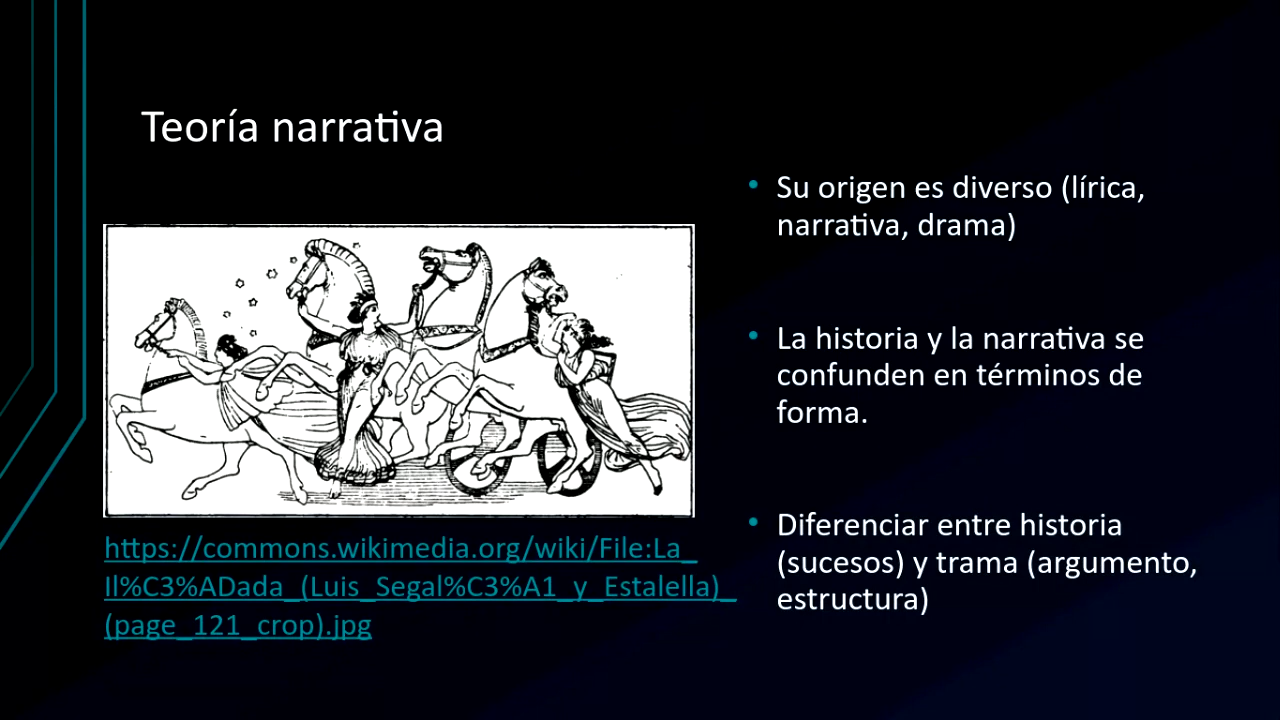 Teoría narrativa
https://commons.wikimedia.org/wiki/File:La_
Il%C3%ADada_(Luis_Segal%C3%A1_y_Estalella)_
(page_121_crop).jpg
• Su origen es diverso (lírica,
narrativa, drama)
• La historia y la narrativa se
confunden en términos de
forma.
• Diferenciar entre historia
(sucesos) y trama (argumento,
estructura)